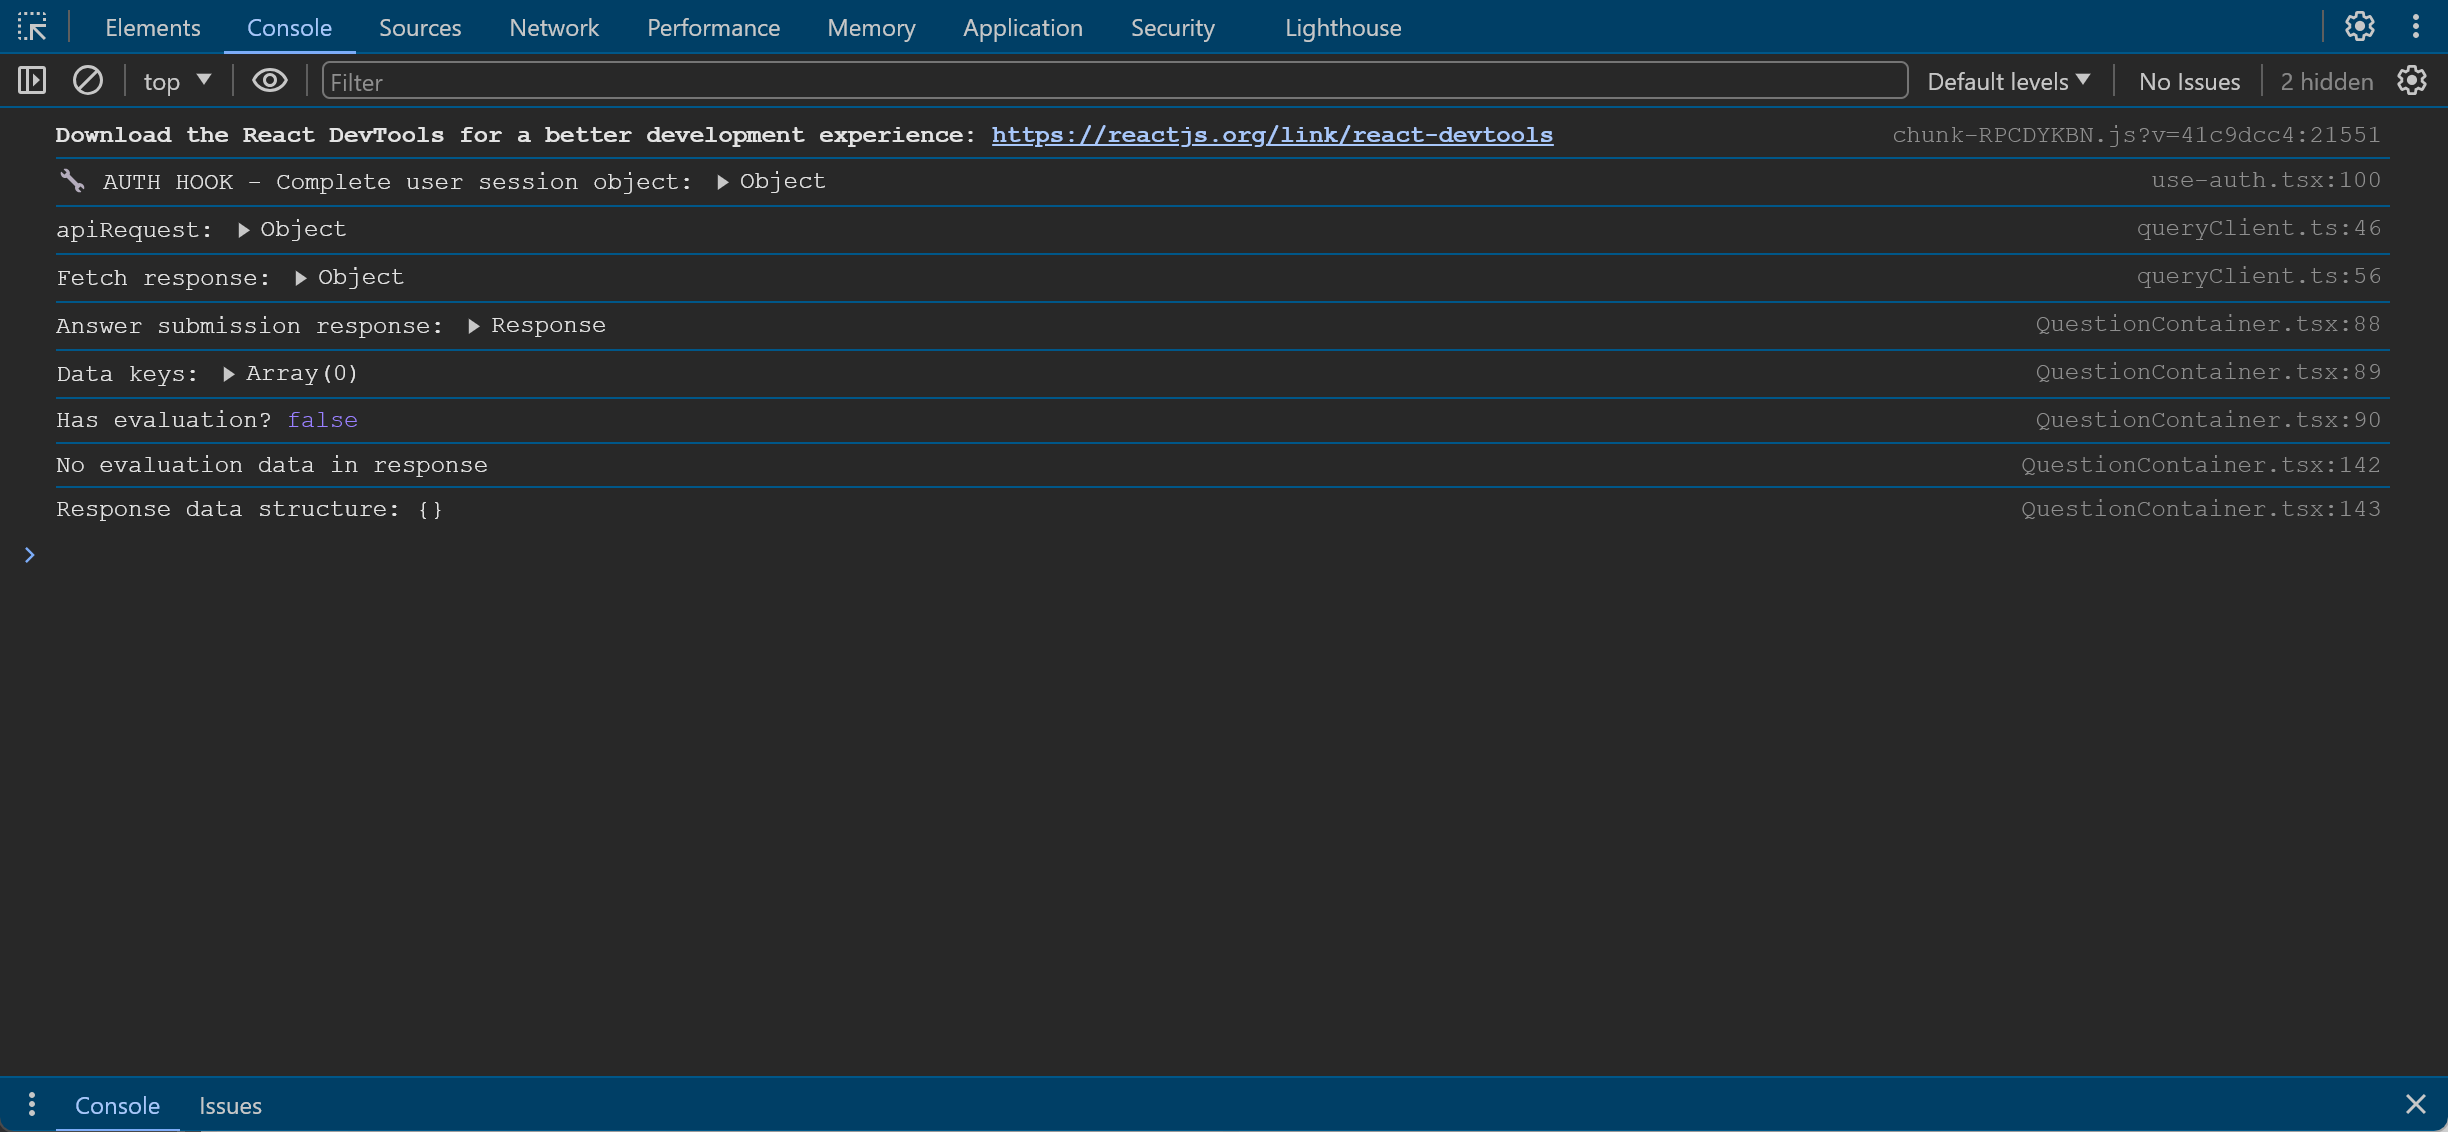 Elements Console Sources Network Performance Memory Application Security Lighthouse
top Filter Default levels No Issues 2 hidden
Download the React DevTools for a better development experience: https://reactjs.org/link/react-devtools chunk-RPCDYKBN.js?v=41c9dcc4:21551
AUTH HOOK - Complete user session object: Object use-auth.tsx:100
apiRequest: Object queryClient.ts:46
Fetch response: Object queryClient.ts:56
Answer submission response: Response QuestionContainer.tsx:88
Data keys: Array(0) QuestionContainer.tsx:89
Has evaluation? false QuestionContainer.tsx:90
No evaluation data in response QuestionContainer.tsx:142
Response data structure: {} QuestionContainer.tsx:143
Console Issues